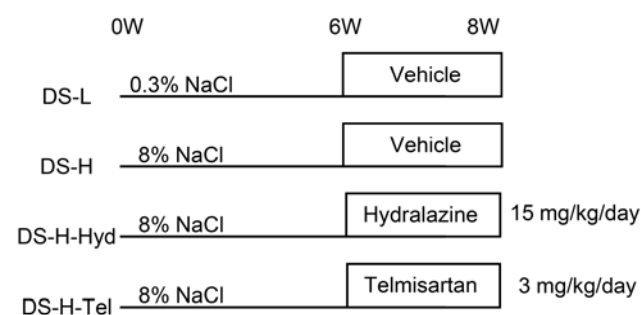 0W 6W 8W
DS-L 0.3% NaCl Vehicle
DS-H 8% NaCl Vehicle
DS-H-Hyd 8% NaCl Hydralazine 15 mg/kg/day
DS-H-Tel 8% NaCl Telmisartan 3 mg/kg/day